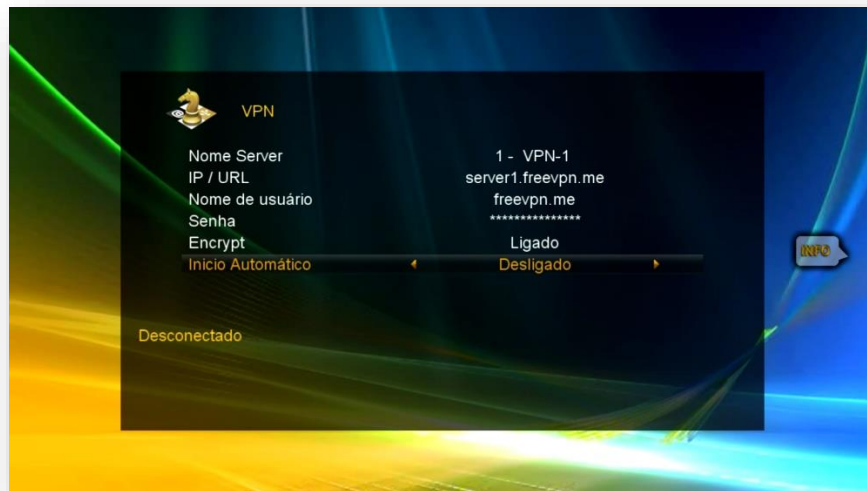 VPN
Nome Server 1 - VPN-1
IP / URL server1.freevpn.me
Nome de usuário freevpn.me
Senha ***************
Encrypt Ligado
Inicio Automático Desligado
INFO
Desconectado